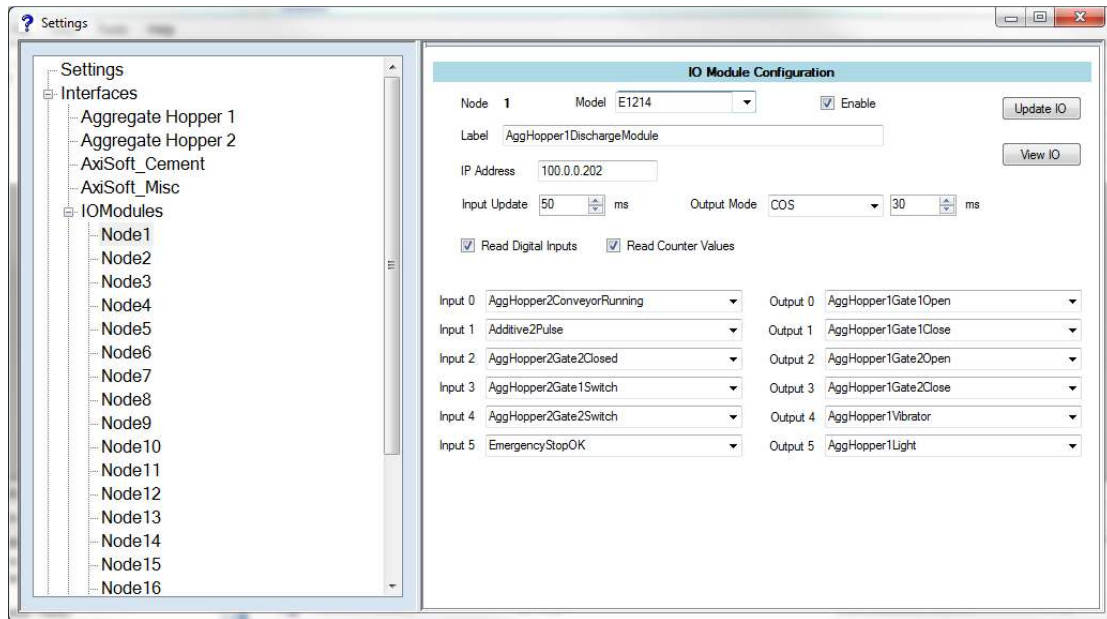 Settings
Settings
Interfaces
Aggregate Hopper 1
Aggregate Hopper 2
AxiSoft_Cement
AxiSoft_Misc
IOModules
Node1
Node2
Node3
Node4
Node5
Node6
Node7
Node8
Node9
Node10
Node11
Node12
Node13
Node14
Node15
Node16
IO Module Configuration
Node 1 Model E1214 Enable Update IO
Label AggHopper1DischargeModule
View IO
IP Address 100.0.0.202
Input Update 50 ms Output Mode COS 30 ms
Read Digital Inputs Read Counter Values
Input 0 AggHopper2ConveyorRunning Output 0 AggHopper1Gate1Open
Input 1 Additive2Pulse Output 1 AggHopper1Gate1Close
Input 2 AggHopper2Gate2Closed Output 2 AggHopper1Gate2Open
Input 3 AggHopper2Gate1Switch Output 3 AggHopper1Gate2Close
Input 4 AggHopper2Gate2Switch Output 4 AggHopper1Vibrator
Input 5 EmergencyStopOK Output 5 AggHopper1Light